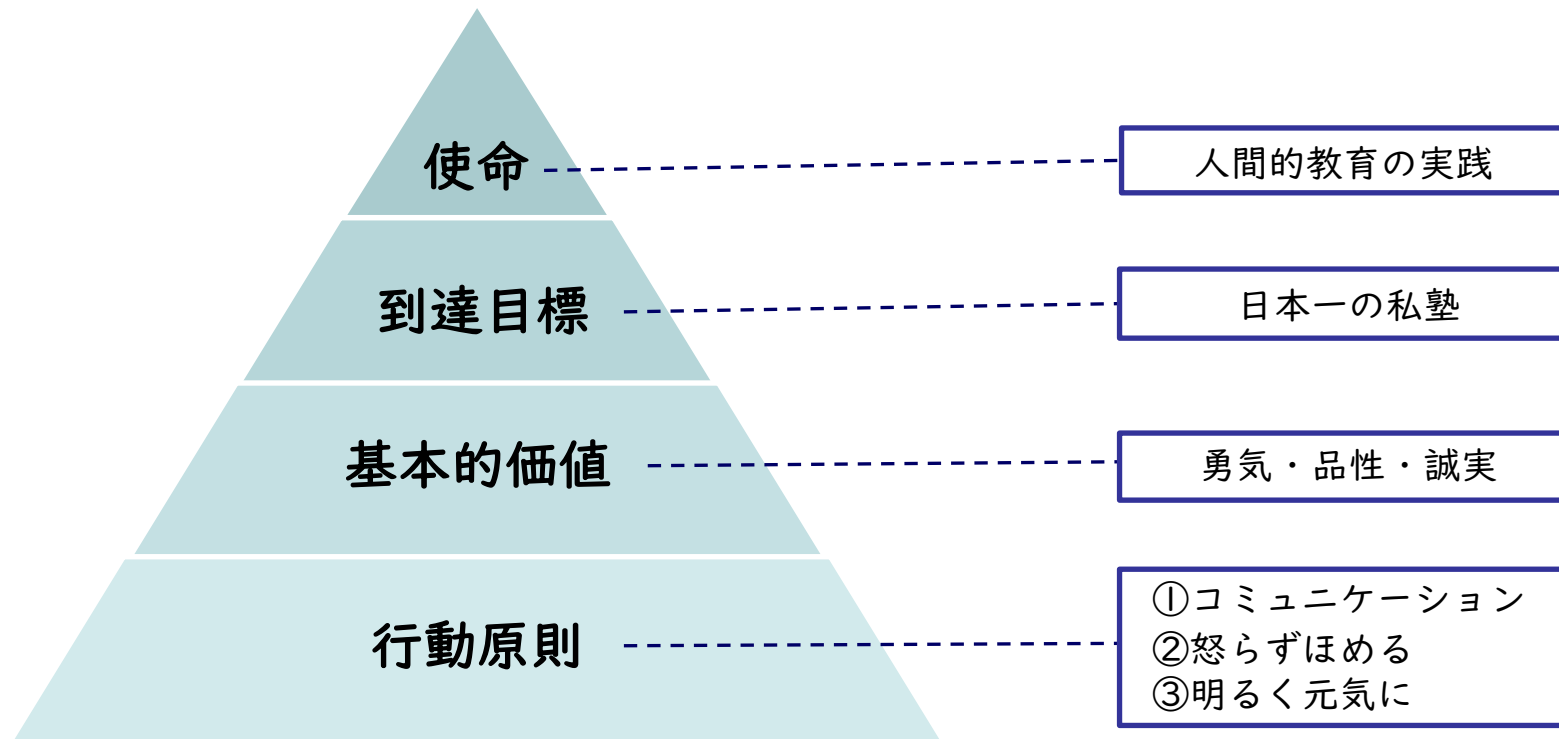 使命
人間的教育の実践
到達目標
日本一の私塾
基本的価値
勇気・品性・誠実
行動原則
①コミュニケーション
②怒らずほめる
③明るく元気に